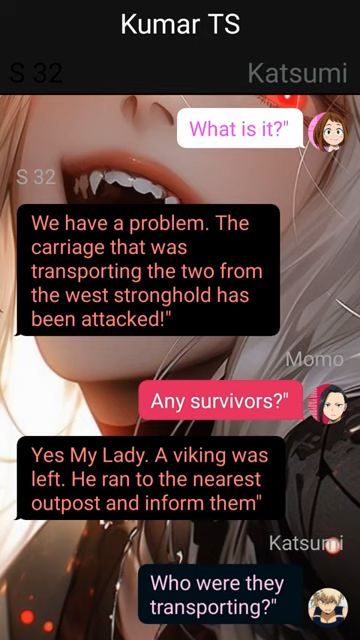 Kumar TS
S 32
Katsumi
What is it?"
S 32
We have a problem. The
carriage that was
transporting the two from
the west stronghold has
been attacked!"
Momo
Any survivors?"
Yes My Lady. A viking was
left. He ran to the nearest
outpost and inform them"
Katsumi
Who were they
transporting?"